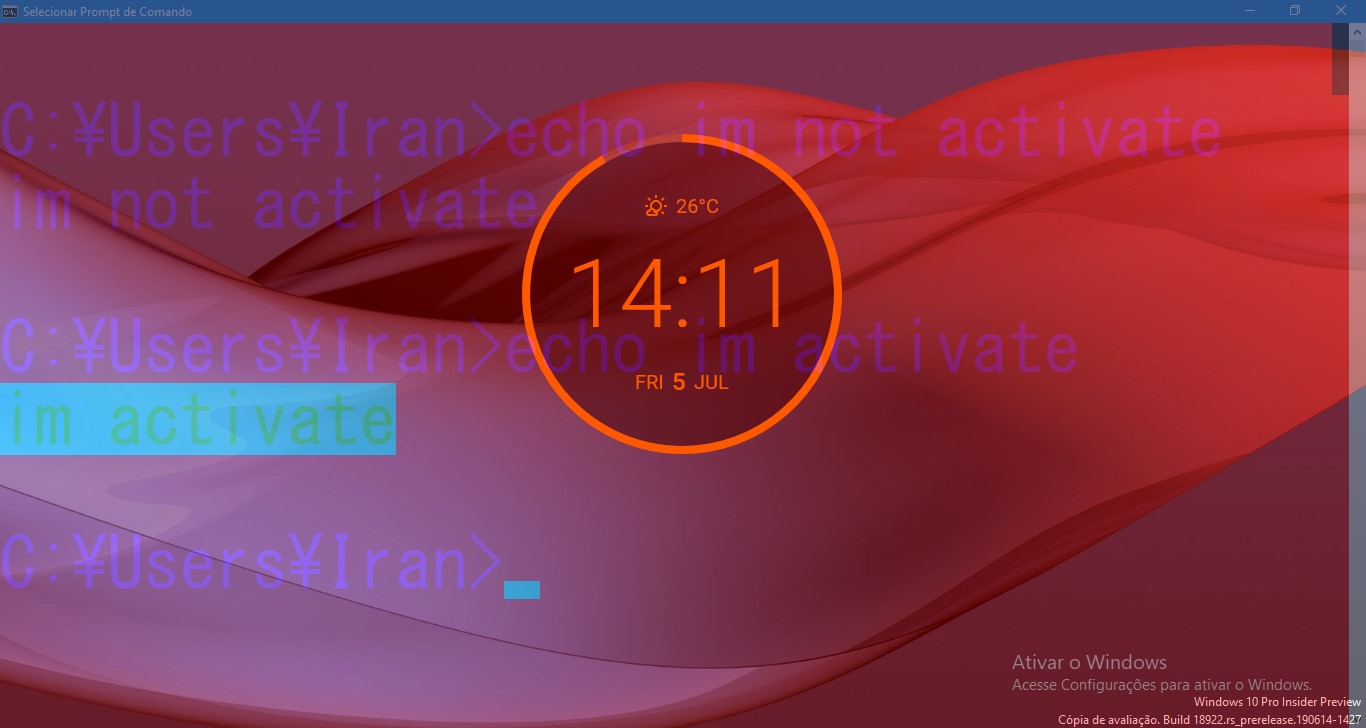 Selecionar Prompt de Comando
C:¥Users¥Iran>echo im not activate
im not activate
26°C
14:11
C:¥Users¥Iran>echo im activate
FRI 5 JUL
im activate
C:¥Users¥Iran>
Ativar o Windows
Acesse Configurações para ativar o Windows.
Windows 10 Pro Insider Preview
Cópia de avaliação. Build 18922.rs_prerelease.190614-1427